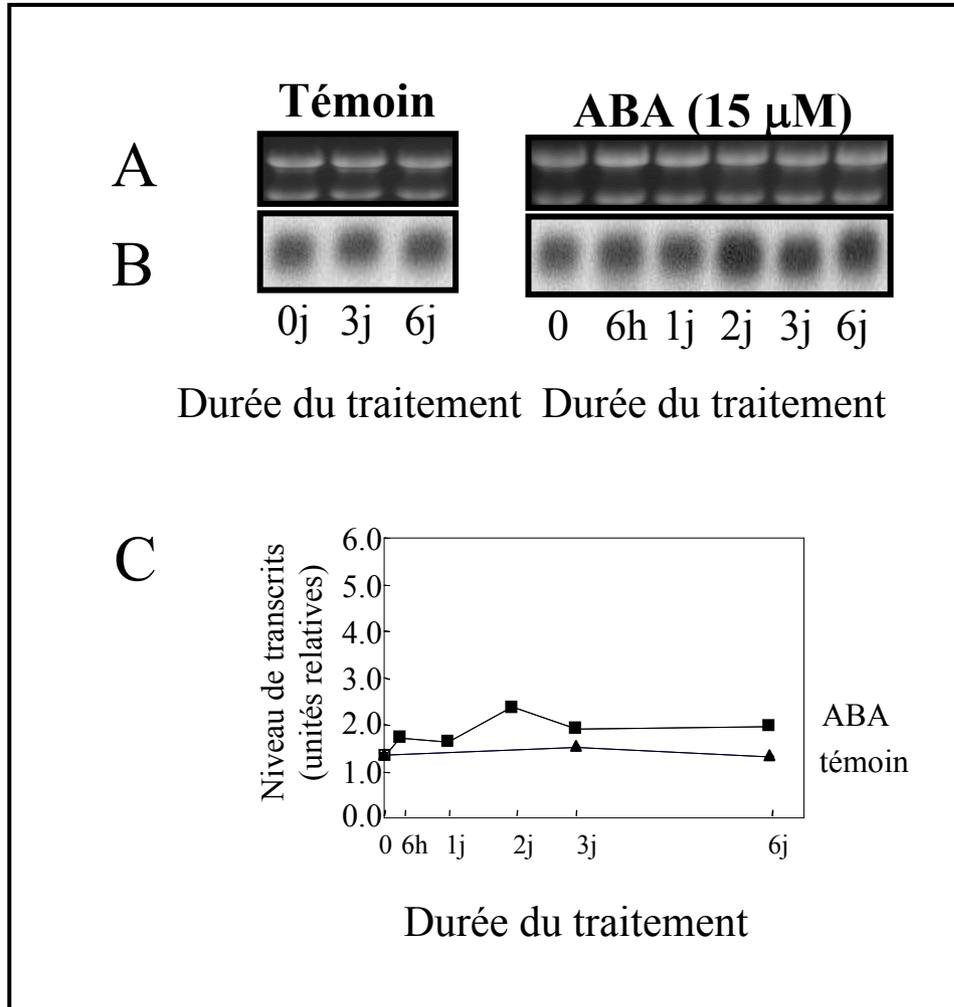 Témoin
ABA (15 μM)
A
B
0j 3j 6j
0 6h 1j 2j 3j 6j
Durée du traitement
Durée du traitement
C
Niveau de transcrits
(unités relatives)
6.0
5.0
4.0
3.0
2.0
1.0
0.0
ABA
témoin
0 6h 1j 2j 3j 6j
Durée du traitement